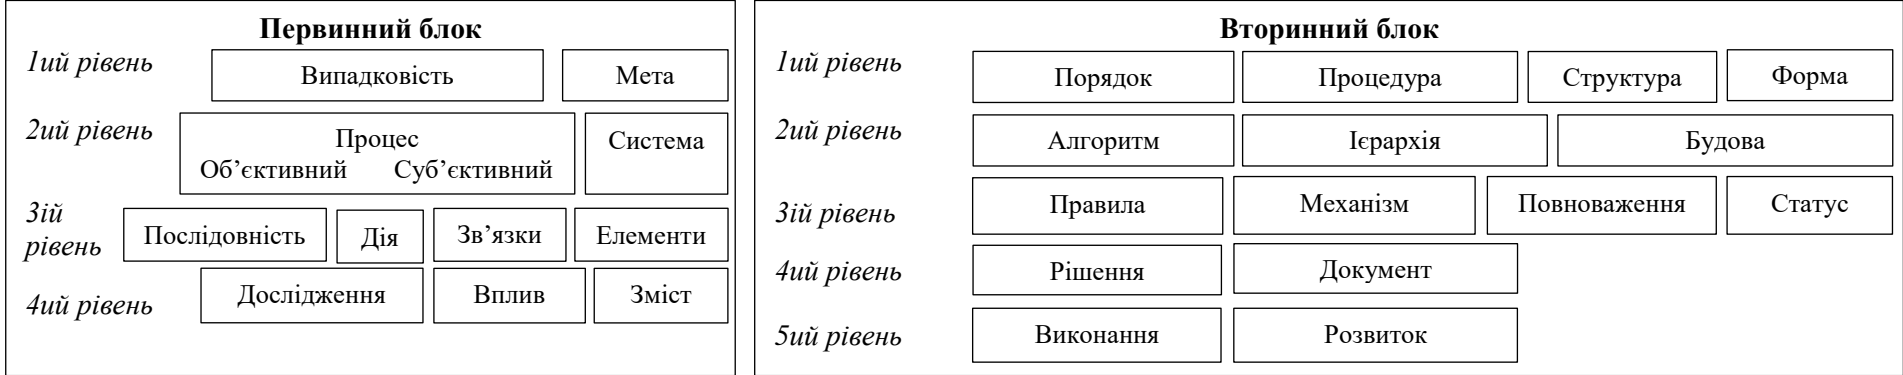 Первинний блок
1ий рівень
Випадковість
Мета
2ий рівень
Процес
Об’єктивний Суб’єктивний
Система
3ій
рівень
Послідовність
Дія
Зв’язки
Елементи
4ий рівень
Дослідження
Вплив
Зміст
Вторинний блок
1ий рівень
Порядок
Процедура
Структура
Форма
2ий рівень
Алгоритм
Ієрархія
Будова
3ій рівень
Правила
Механізм
Повноваження
Статус
4ий рівень
Рішення
Документ
5ий рівень
Виконання
Розвиток